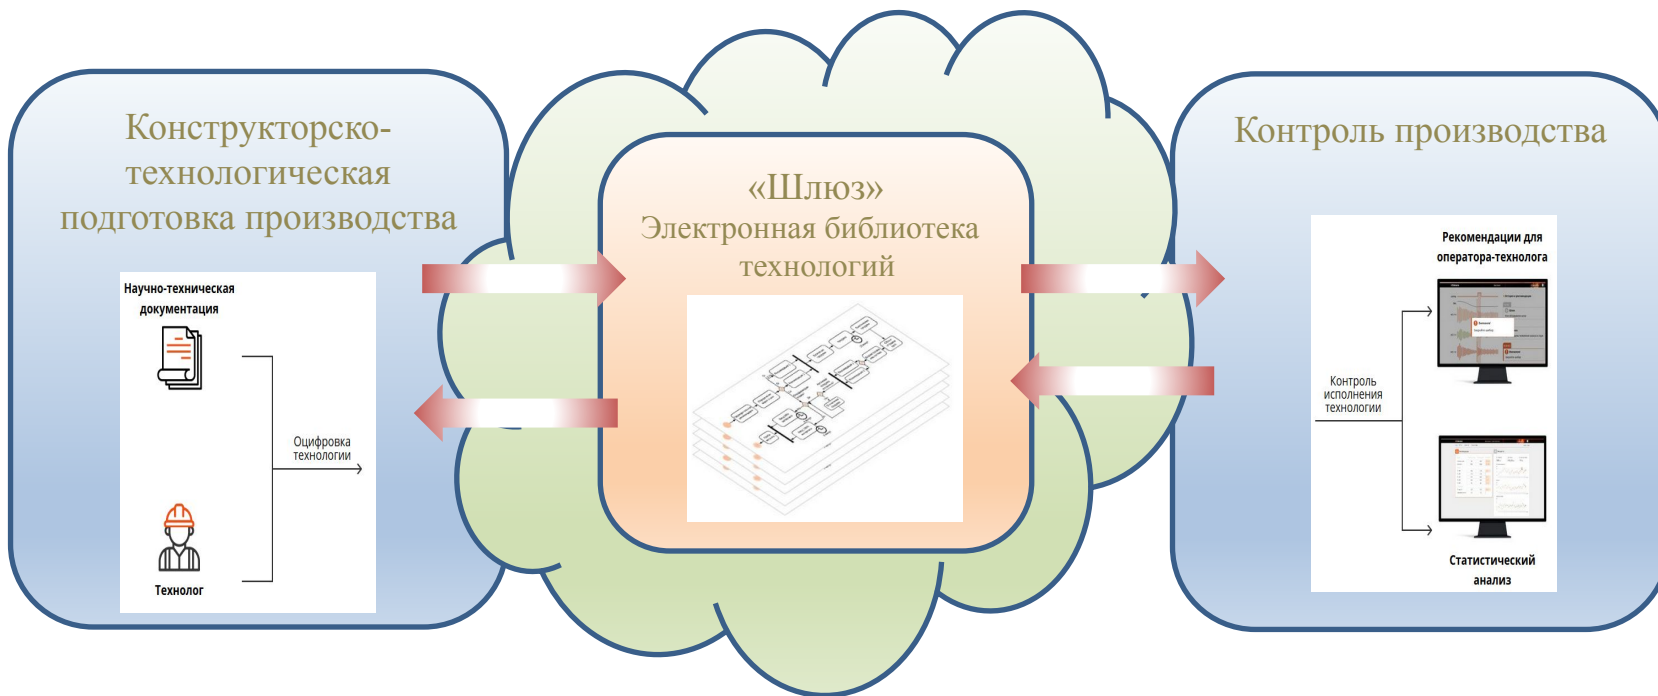 Конструкторско-
технологическая
подготовка производства
Научно-техническая
документация
Оцифровка
технологии
Технолог
«Шлюз»
Электронная библиотека
технологий
Контроль производства
Рекомендации для
оператора-технолога
Контроль
исполнения
технологии
Статистический
анализ